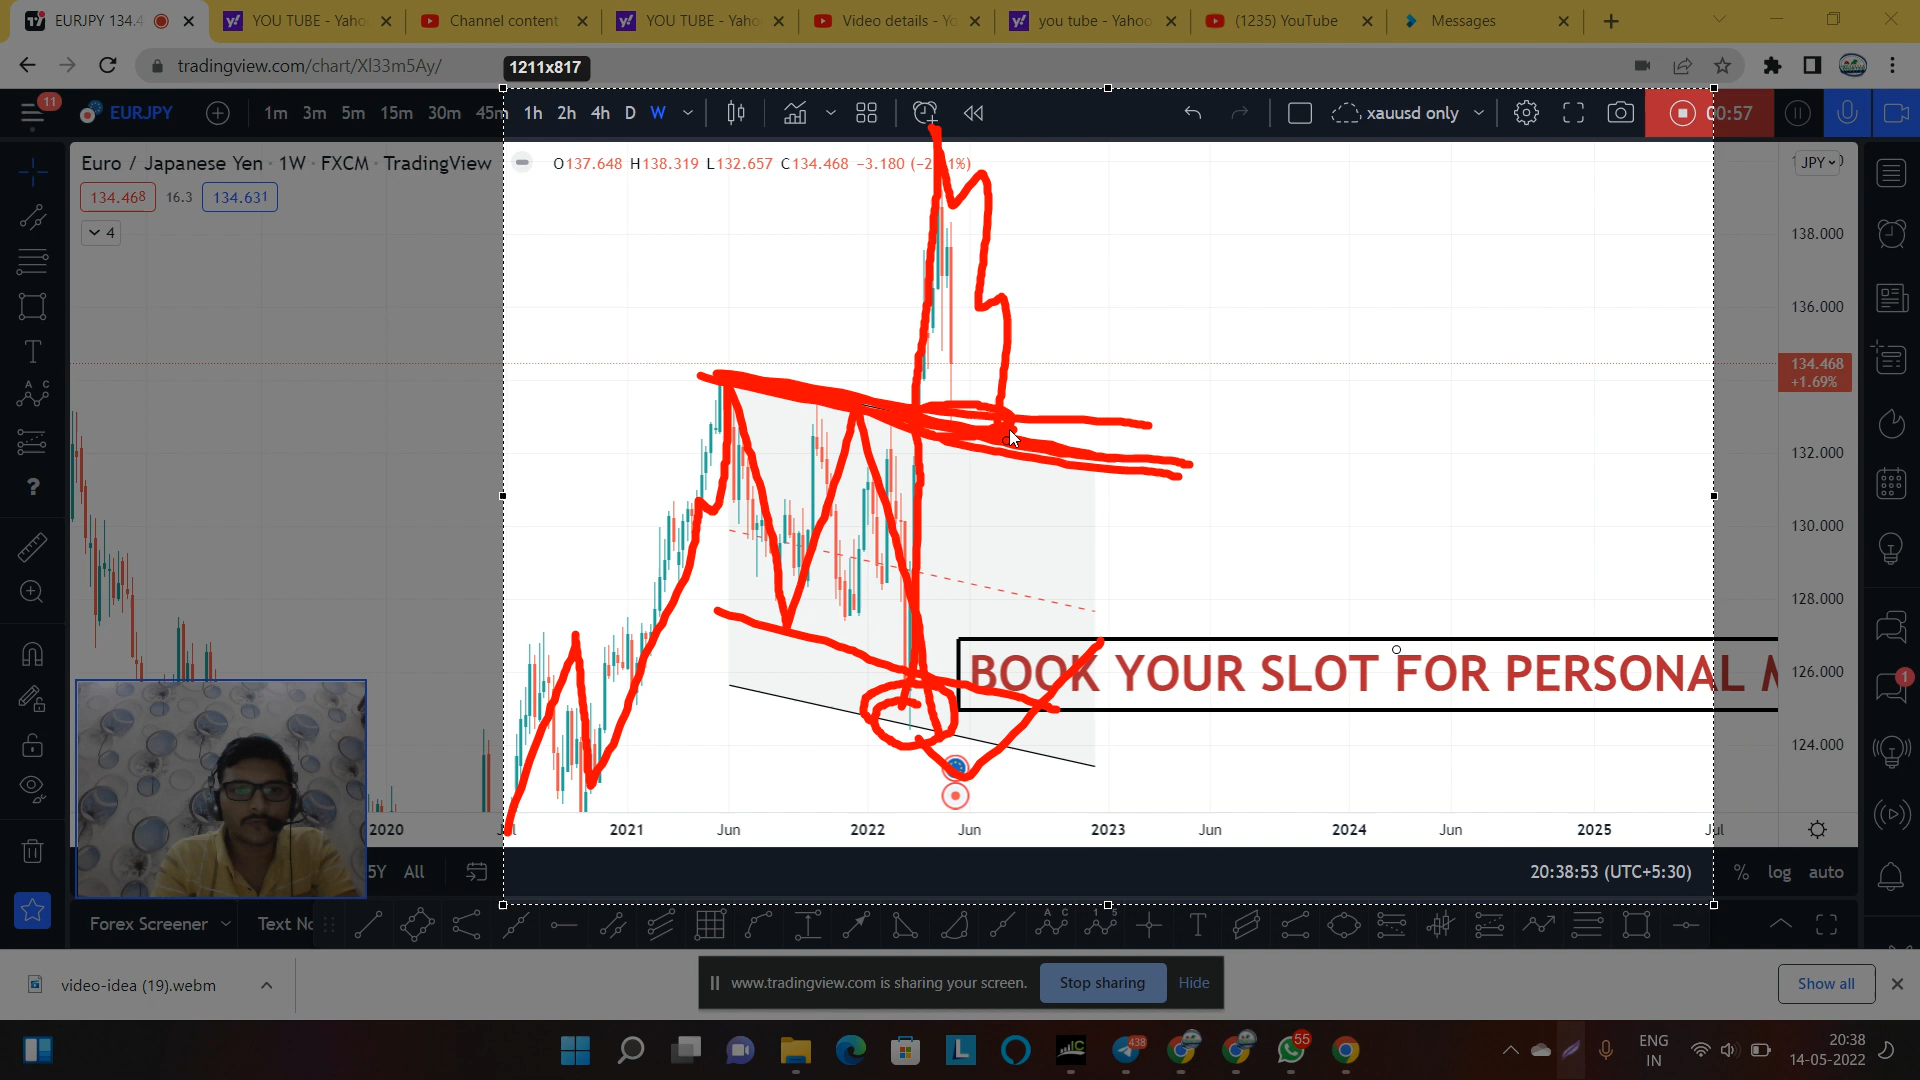 EURJPY 134.4
YOU TUBE - Yaho
Channel content
YOU TUBE - Yaho
Video details - Yo
you tube - Yahoo
(1235) YouTube
Messages
tradingview.com/chart/Xl33m5Ay/
1211x817
11
EURJPY
1m 3m 5m 15m 30m 45m 1h 2h 4h D W
xauusd only
00:57
Euro / Japanese Yen · 1W · FXCM · TradingView
O137.648 H138.319 L132.657 C134.468 −3.180
JPY
134.468 16.3 134.631
4
138.000
136.000
134.468
+1.69%
132.000
130.000
128.000
126.000
124.000
BOOK YOUR SLOT FOR PERSONAL M
1
2020 Jul 2021 Jun 2022 Jun 2023 Jun 2024 Jun 2025 Jul
5Y All
20:38:53 (UTC+5:30)
% log auto
Forex Screener
Text No
video-idea (19).webm
www.tradingview.com is sharing your screen.
Stop sharing
Hide
Show all
438
55
ENG
IN
20:38
14-05-2022